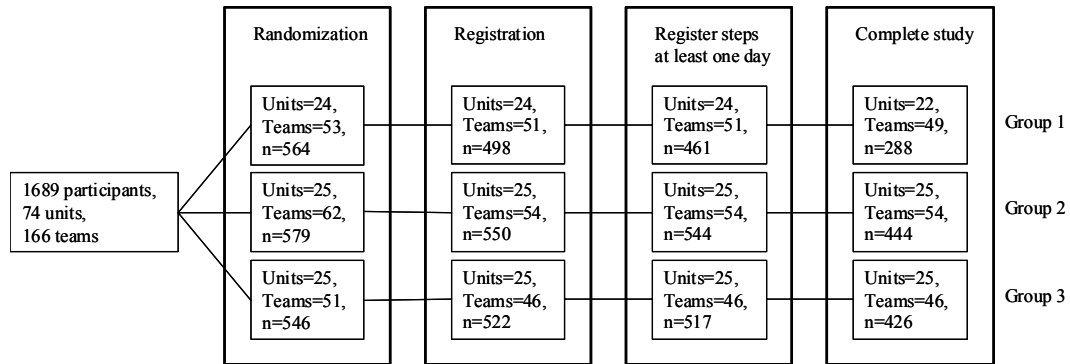 Randomization
Registration
Register steps
at least one day
Complete study
1689 participants,
74 units,
166 teams
Units=24,
Teams=53,
n=564
Units=24,
Teams=51,
n=498
Units=24,
Teams=51,
n=461
Units=22,
Teams=49,
n=288
Group 1
Units=25,
Teams=62,
n=579
Units=25,
Teams=54,
n=550
Units=25,
Teams=54,
n=544
Units=25,
Teams=54,
n=444
Group 2
Units=25,
Teams=51,
n=546
Units=25,
Teams=46,
n=522
Units=25,
Teams=46,
n=517
Units=25,
Teams=46,
n=426
Group 3